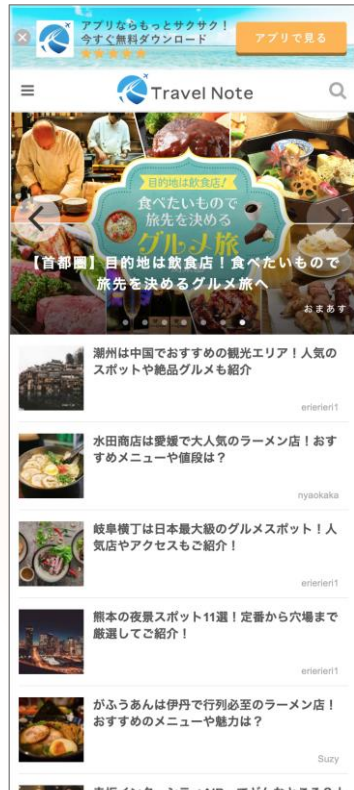 アプリならもっとサクサク！
今すぐ無料ダウンロード
アプリで見る
Travel Note
目的地は飲食店！
食べたいもので
旅先を決める
グルメ旅
【首都圏】目的地は飲食店！食べたいもので
旅先を決めるグルメ旅へ
おまあす
潮州は中国でおすすめの観光エリア！人気の
スポットや絶品グルメも紹介
erierieri1
水田商店は愛媛で大人気のラーメン店！おす
すめメニューや値段は？
nyaokaka
岐阜横丁は日本最大級のグルメスポット！人
気店やアクセスもご紹介！
erierieri1
熊本の夜景スポット11選！定番から穴場まで
厳選してご紹介！
erierieri1
がふうあんは伊丹で行列必至のラーメン店！
おすすめのメニューや魅力は？
Suzy